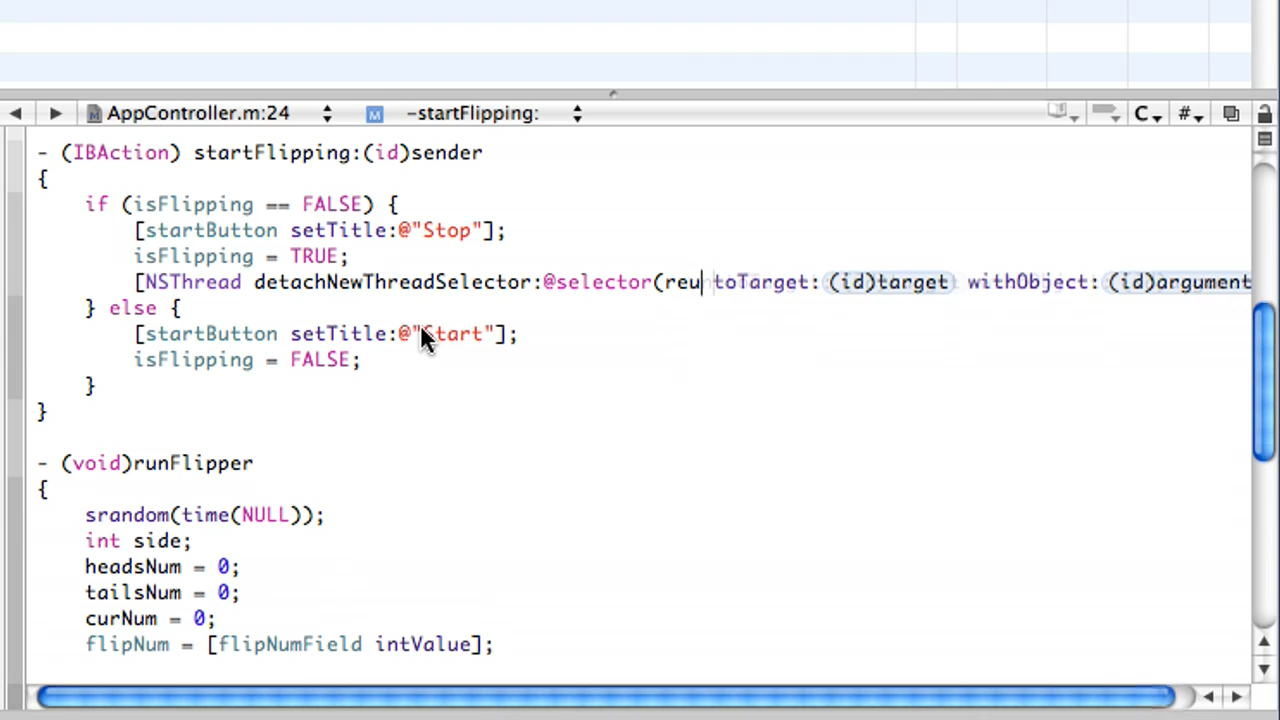 AppController.m:24 -startFlipping: C #
- (IBAction) startFlipping:(id)sender
{
if (isFlipping == FALSE) {
[startButton setTitle:@"Stop"];
isFlipping = TRUE;
[NSThread detachNewThreadSelector:@selector(reu toTarget:(id)target withObject:(id)argument
} else {
[startButton setTitle:@"Start"];
isFlipping = FALSE;
}
}
- (void)runFlipper
{
srandom(time(NULL));
int side;
headsNum = 0;
tailsNum = 0;
curNum = 0;
flipNum = [flipNumField intValue];